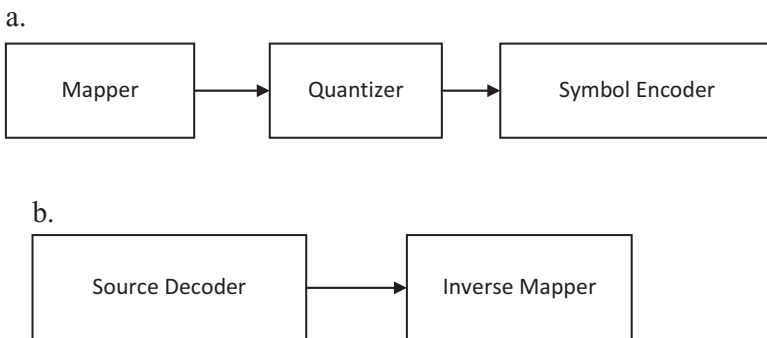 a.
Mapper
Quantizer
Symbol Encoder
b.
Source Decoder
Inverse Mapper